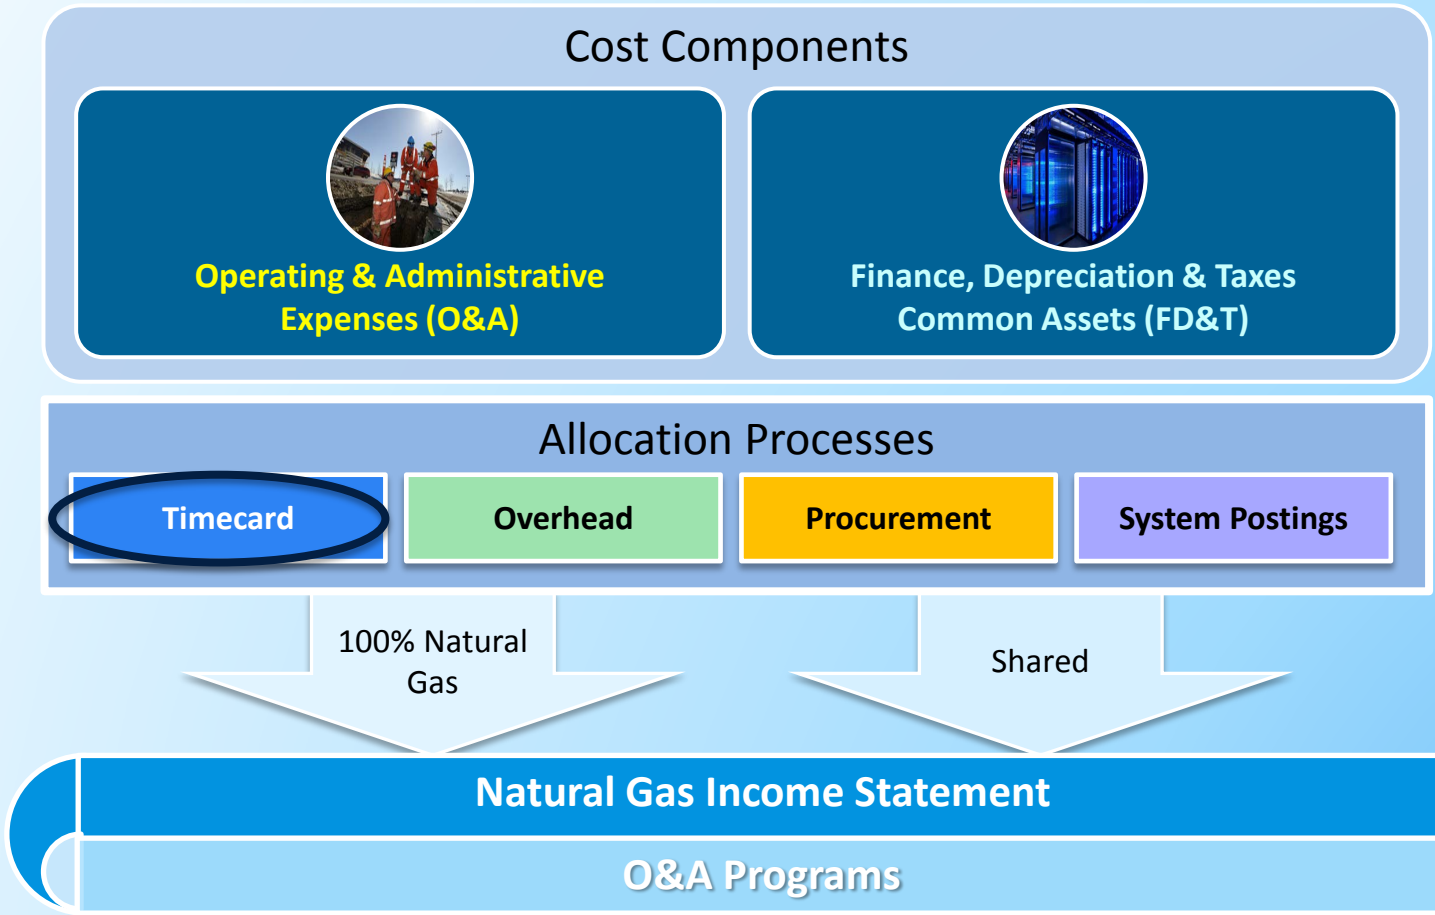 Cost Components
Operating & Administrative
Expenses (O&A)
Finance, Depreciation & Taxes
Common Assets (FD&T)
Allocation Processes
Timecard
Overhead
Procurement
System Postings
100% Natural
Gas
Shared
Natural Gas Income Statement
O&A Programs